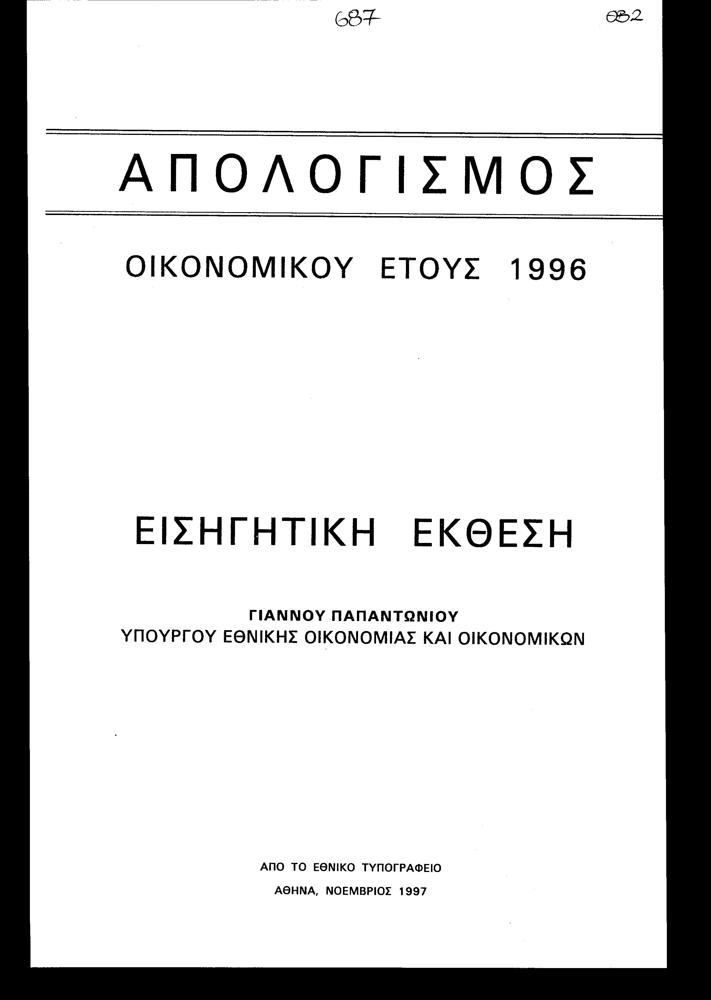 687
ΑΠΟΛΟΓΙΣΜΟΣ
ΟΙΚΟΝΟΜΙΚΟΥ ΕΤΟΥΣ 1996
ΕΙΣΗΓΗΤΙΚΗ ΕΚΘΕΣΗ
ΓΙΑΝΝΟΥ ΠΑΠΑΝΤΩΝΙΟΥ
ΥΠΟΥΡΓΟΥ ΕΘΝΙΚΗΣ ΟΙΚΟΝΟΜΙΑΣ ΚΑΙ ΟΙΚΟΝΟΜΙΚΩΝ
ΑΠΟ ΤΟ ΕΘΝΙΚΟ ΤΥΠΟΓΡΑΦΕΙΟ
ΑΘΗΝΑ, ΝΟΕΜΒΡΙΟΣ 1997